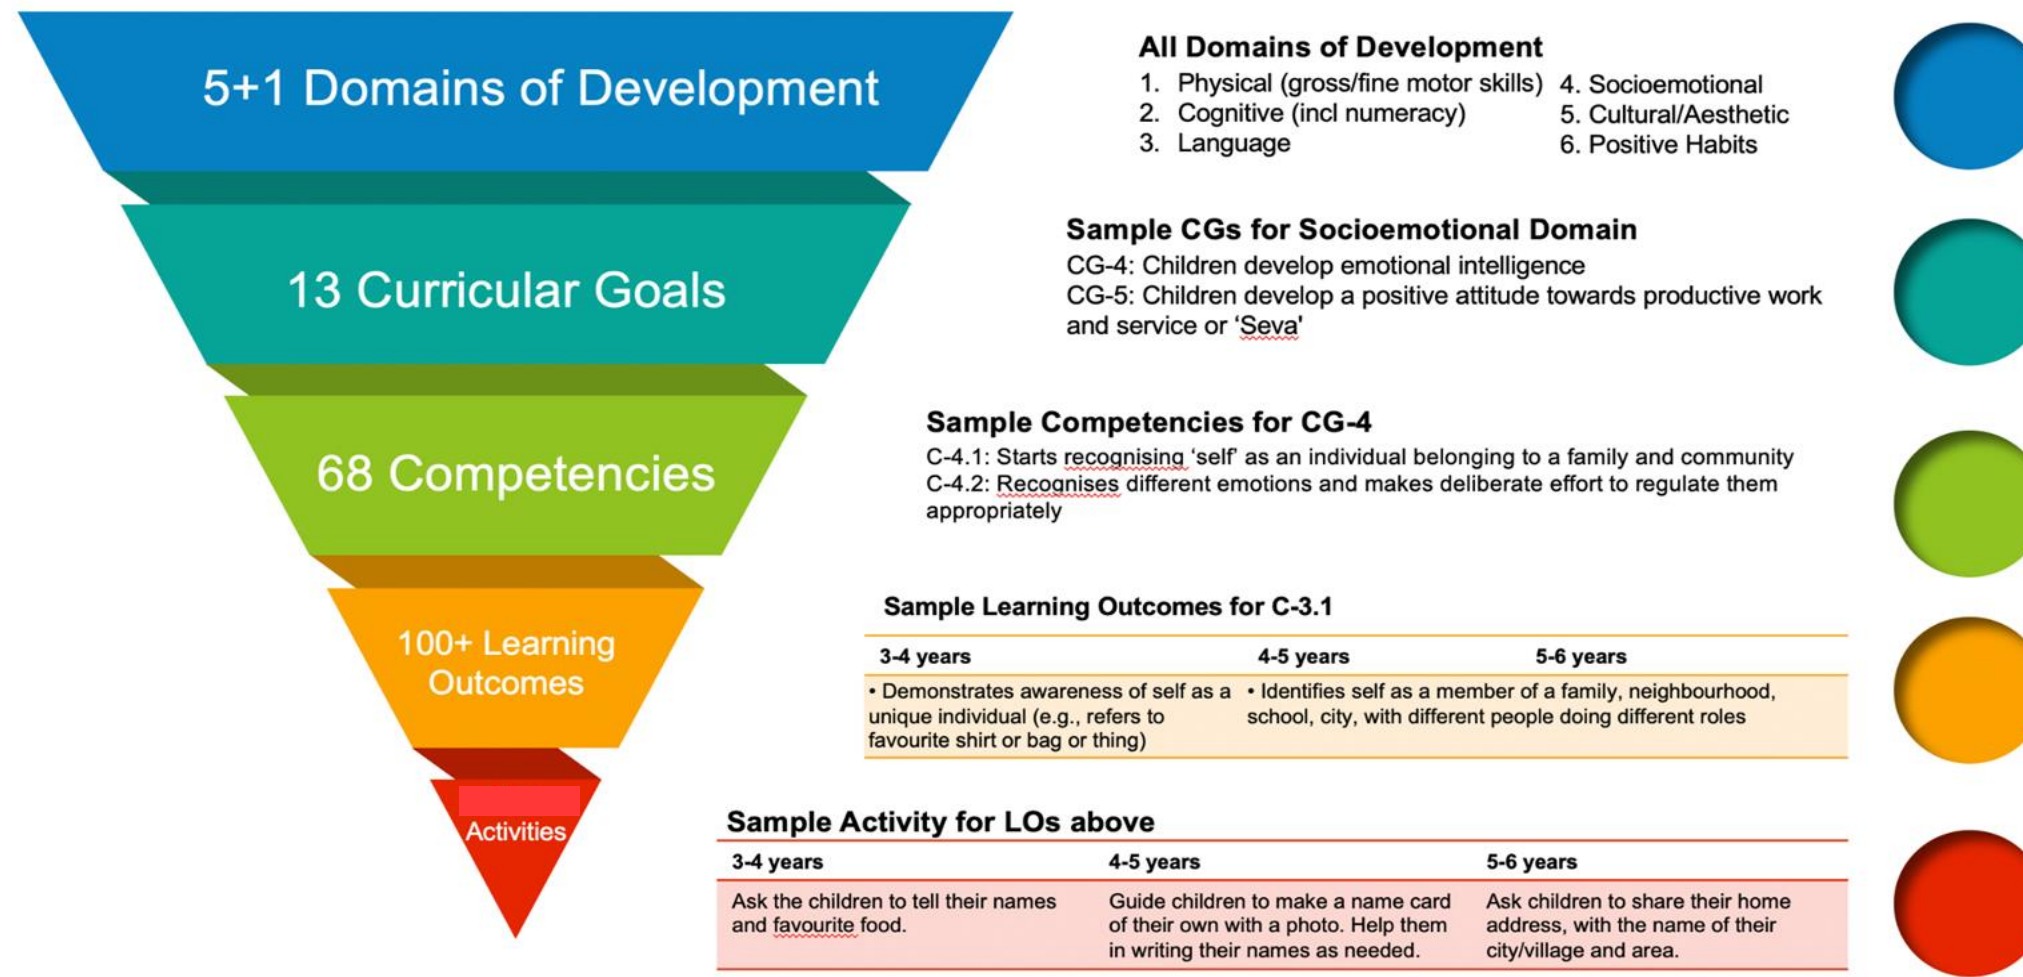 5+1 Domains of Development
All Domains of Development
1. Physical (gross/fine motor skills)
2. Cognitive (incl numeracy)
3. Language
4. Socioemotional
5. Cultural/Aesthetic
6. Positive Habits
13 Curricular Goals
Sample CGs for Socioemotional Domain
CG-4: Children develop emotional intelligence
CG-5: Children develop a positive attitude towards productive work
and service or ‘Seva'
68 Competencies
Sample Competencies for CG-4
C-4.1: Starts recognising ‘self’ as an individual belonging to a family and community
C-4.2: Recognises different emotions and makes deliberate effort to regulate them
appropriately
100+ Learning
Outcomes
Sample Learning Outcomes for C-3.1
3-4 years
4-5 years
5-6 years
• Demonstrates awareness of self as a
unique individual (e.g., refers to
favourite shirt or bag or thing)
• Identifies self as a member of a family, neighbourhood,
school, city, with different people doing different roles
Activities
Sample Activity for LOs above
3-4 years
4-5 years
5-6 years
Ask the children to tell their names
and favourite food.
Guide children to make a name card
of their own with a photo. Help them
in writing their names as needed.
Ask children to share their home
address, with the name of their
city/village and area.